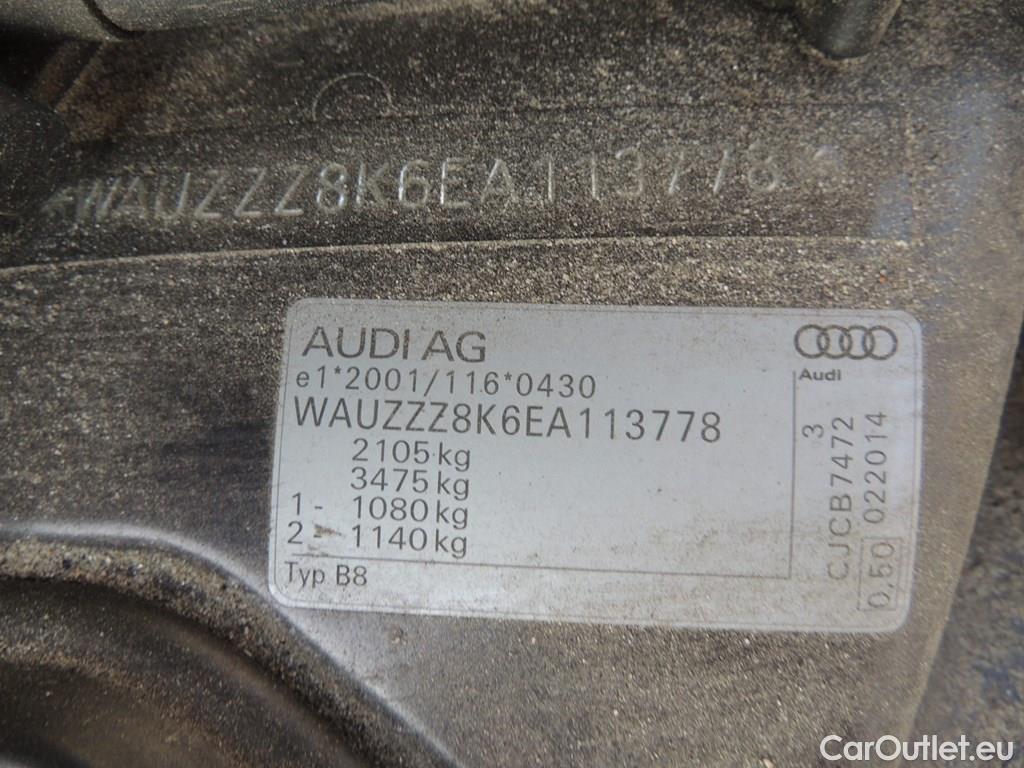 *WAUZZZ8K6EA113778*
AUDI AG
e1*2001/116*0430
WAUZZZ8K6EA113778
2105 kg
3475 kg
1- 1080 kg
2- 1140 kg
Typ B8
Audi
3
CJCB7472
0,50 022014
CarOutlet.eu